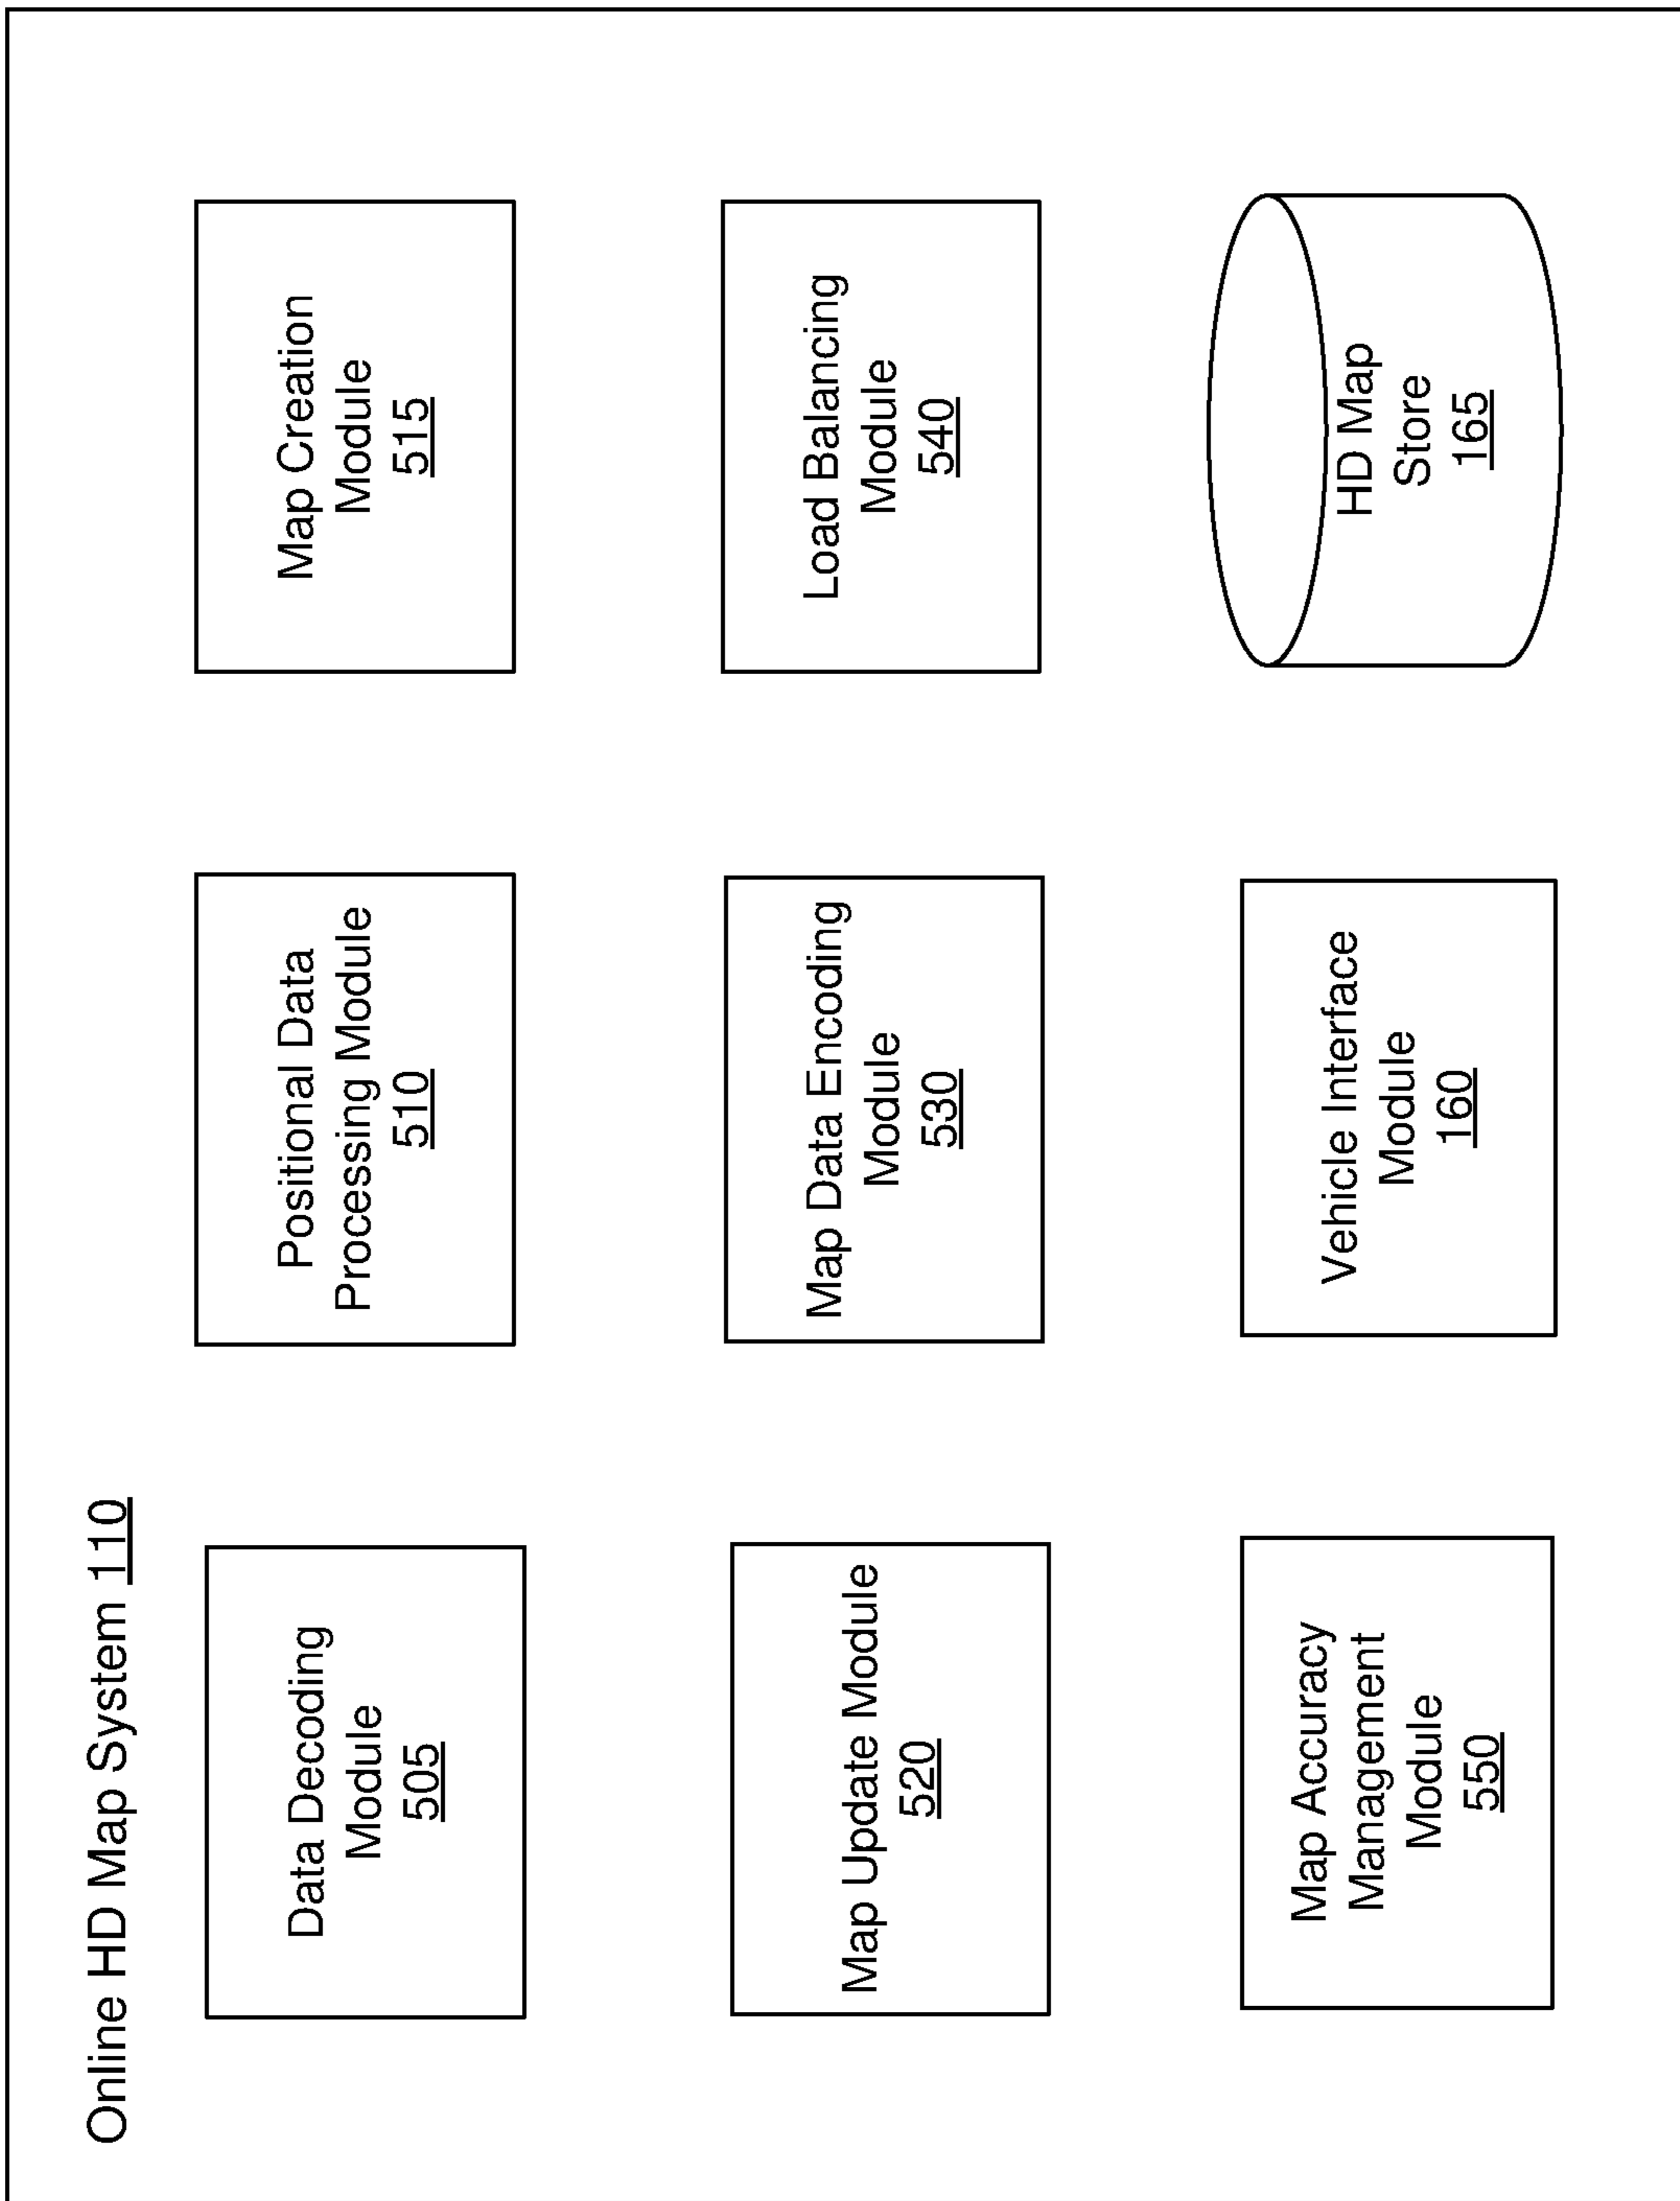 Online HD Map System 110
Data Decoding
Module
505
Positional Data
Processing Module
510
Map Creation
Module
515
Map Update Module
520
Map Data Encoding
Module
530
Load Balancing
Module
540
Map Accuracy
Management
Module
550
Vehicle Interface
Module
160
HD Map
Store
165